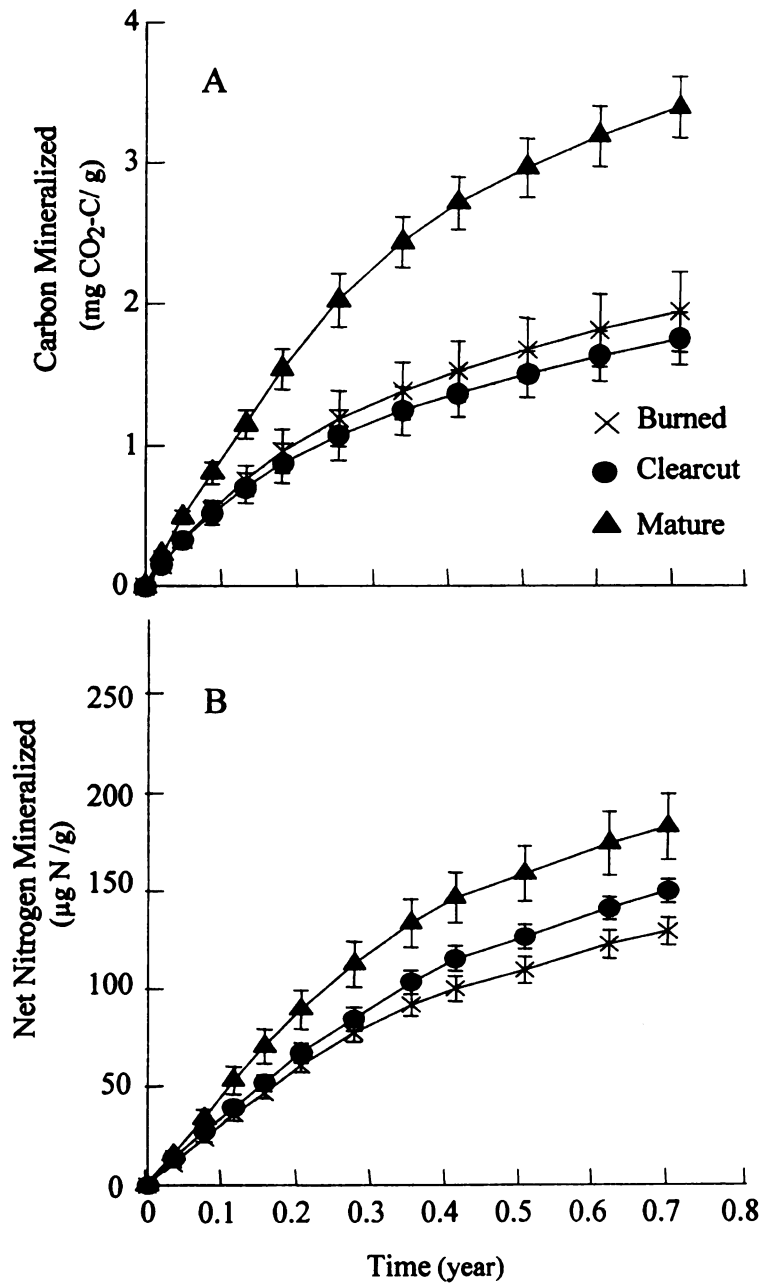 4
A
3
2
1
0
Carbon Mineralized
(mg CO₂-C/ g)
Burned
Clearcut
Mature
250
B
200
150
100
50
0
Net Nitrogen Mineralized
(µg N /g)
0 0.1 0.2 0.3 0.4 0.5 0.6 0.7 0.8
Time (year)